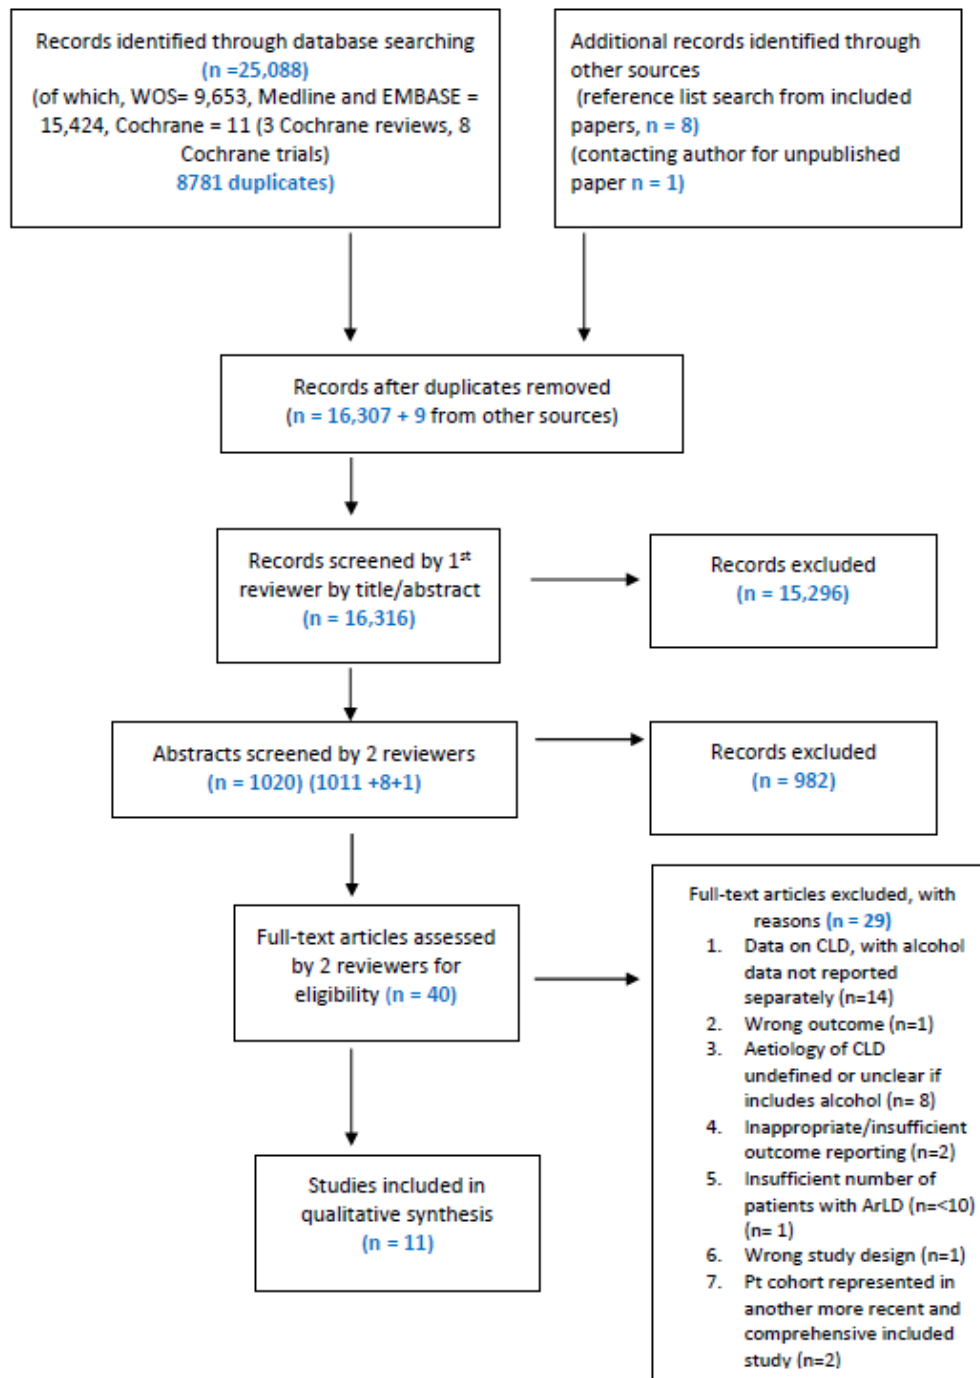 Records identified through database searching
(n =25,088)
(of which, WOS= 9,653, Medline and EMBASE =
15,424, Cochrane = 11 (3 Cochrane reviews, 8
Cochrane trials)
8781 duplicates)
Additional records identified through
other sources
(reference list search from included
papers, n = 8)
(contacting author for unpublished
paper n = 1)
Records after duplicates removed
(n = 16,307 + 9 from other sources)
Records screened by 1st
reviewer by title/abstract
(n = 16,316)
Records excluded
(n = 15,296)
Abstracts screened by 2 reviewers
(n = 1020) (1011 +8+1)
Records excluded
(n = 982)
Full-text articles assessed
by 2 reviewers for
eligibility (n = 40)
Full-text articles excluded, with
reasons (n = 29)
1. Data on CLD, with alcohol
data not reported
separately (n=14)
2. Wrong outcome (n=1)
3. Aetiology of CLD
undefined or unclear if
includes alcohol (n= 8)
4. Inappropriate/insufficient
outcome reporting (n=2)
5. Insufficient number of
patients with ArLD (n=<10)
(n= 1)
6. Wrong study design (n=1)
7. Pt cohort represented in
another more recent and
comprehensive included
study (n=2)
Studies included in
qualitative synthesis
(n = 11)